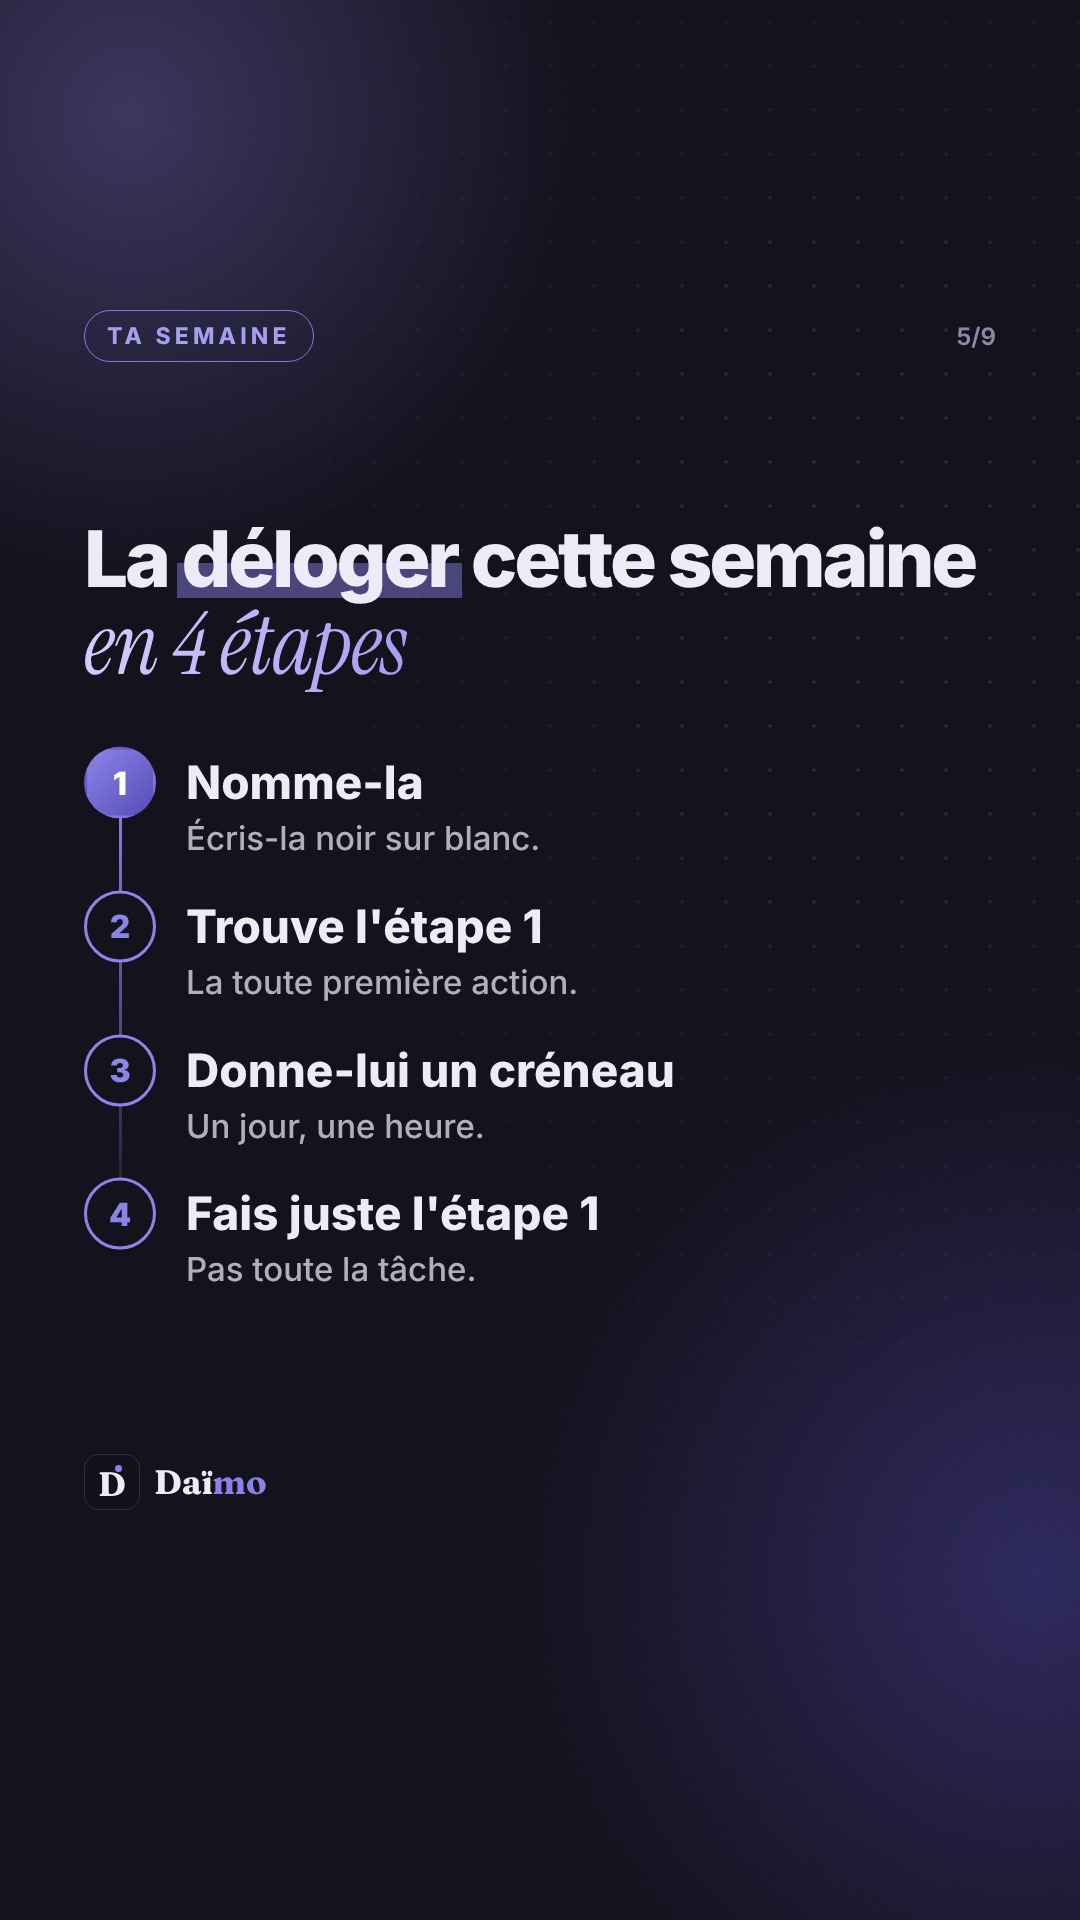 TA SEMAINE
5/9
La déloger cette semaine
en 4 étapes
1
Nomme-la
Écris-la noir sur blanc.
2
Trouve l'étape 1
La toute première action.
3
Donne-lui un créneau
Un jour, une heure.
4
Fais juste l'étape 1
Pas toute la tâche.
D
Daïmo